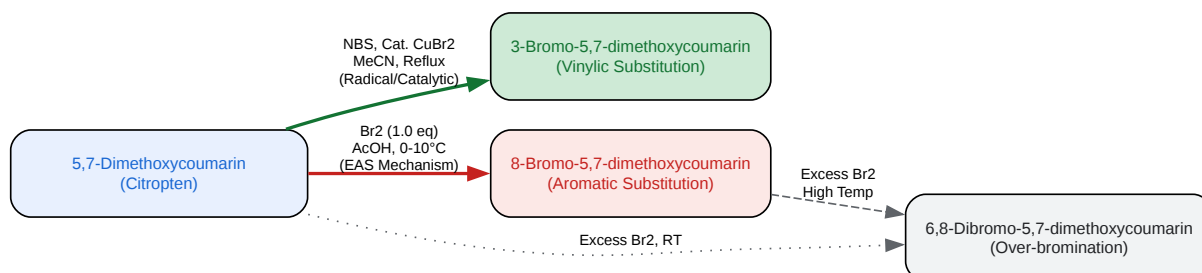 NBS, Cat. CuBr2
MeCN, Reflux
(Radical/Catalytic)
3-Bromo-5,7-dimethoxycoumarin
(Vinylic Substitution)
5,7-Dimethoxycoumarin
(Citropten)
Br2 (1.0 eq)
AcOH, 0-10°C
(EAS Mechanism)
8-Bromo-5,7-dimethoxycoumarin
(Aromatic Substitution)
Excess Br2
High Temp
6,8-Dibromo-5,7-dimethoxycoumarin
(Over-bromination)
Excess Br2, RT